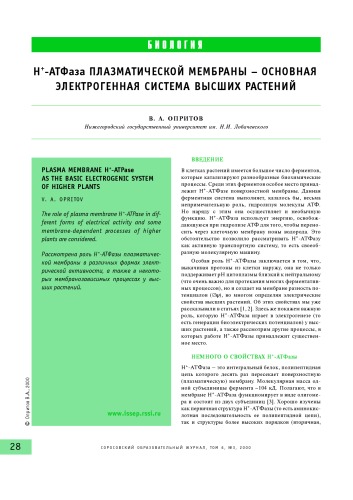 БИОЛОГИЯ
Н⁺-АТФаза ПЛАЗМАТИЧЕСКОЙ МЕМБРАНЫ – ОСНОВНАЯ
ЭЛЕКТРОГЕННАЯ СИСТЕМА ВЫСШИХ РАСТЕНИЙ
В. А. ОПРИТОВ
Нижегородский государственный университет им. Н.И. Лобачевского
PLASMA MEMBRANE H⁺-ATPase
AS THE BASIC ELECTROGENIC SYSTEM
OF HIGHER PLANTS
V. A. OPRITOV
The role of plasma membrane H⁺-ATPase in dif-
ferent forms of electrical activity and some
membrane-dependent processes of higher
plants are considered.
Рассмотрена роль Н⁺-АТФазы плазматичес-
кой мембраны в различных формах элект-
рической активности, а также в некото-
рых мембранозависимых процессах у выс-
ших растений.
© Опритов В.А., 2000
www.issep.rssi.ru
ВВЕДЕНИЕ
В клетках растений имеется большое число ферментов,
которые катализируют разнообразные биохимические
процессы. Среди этих ферментов особое место принад-
лежит Н⁺-АТФазе поверхностной мембраны. Данная
ферментная система выполняет, казалось бы, весьма
непримечательную роль, гидролизуя молекулы АТФ.
Но наряду с этим она осуществляет и необычную
функцию. Н⁺-АТФаза использует энергию, освобож-
дающуюся при гидролизе АТФ для того, чтобы перено-
сить через клеточную мембрану ионы водорода. Это
обстоятельство позволило рассматривать Н⁺-АТФазу
как активную транспортную систему, то есть своеоб-
разную молекулярную машину.
Особая роль Н⁺-АТФазы заключается в том, что,
выкачивая протоны из клетки наружу, она не только
поддерживает рН цитоплазмы близкий к нейтральному
(что очень важно для протекания многих ферментатив-
ных процессов), но и создает на мембране разность по-
тенциалов (Δψ), во многом определяя электрические
свойства высших растений. Об этих свойствах мы уже
рассказывали в статьях [1, 2]. Здесь же покажем важную
роль, которую Н⁺-АТФаза играет в электрогенезе (то
есть генерации биоэлектрических потенциалов) у выс-
ших растений, а также рассмотрим другие процессы, в
которых работе Н⁺-АТФазы принадлежит существен-
ное место.
НЕМНОГО О СВОЙСТВАХ Н⁺-АТФазы
Н⁺-АТФаза – это интегральный белок, полипептидная
цепь которого десять раз пересекает поверхностную
(плазматическую) мембрану. Молекулярная масса од-
ной субъединицы фермента ~104 кД. Полагают, что в
мембране Н⁺-АТФаза функционирует в виде олигоме-
ра и состоит из двух субъединиц [3]. Хорошо изучены
как первичная структура Н⁺-АТФазы (то есть аминокис-
лотная последовательность ее полипептидной цепи),
так и структуры более высоких порядков (вторичная,
28
СОРОСОВСКИЙ ОБРАЗОВАТЕЛЬНЫЙ ЖУРНАЛ, ТОМ 6, №3, 2000